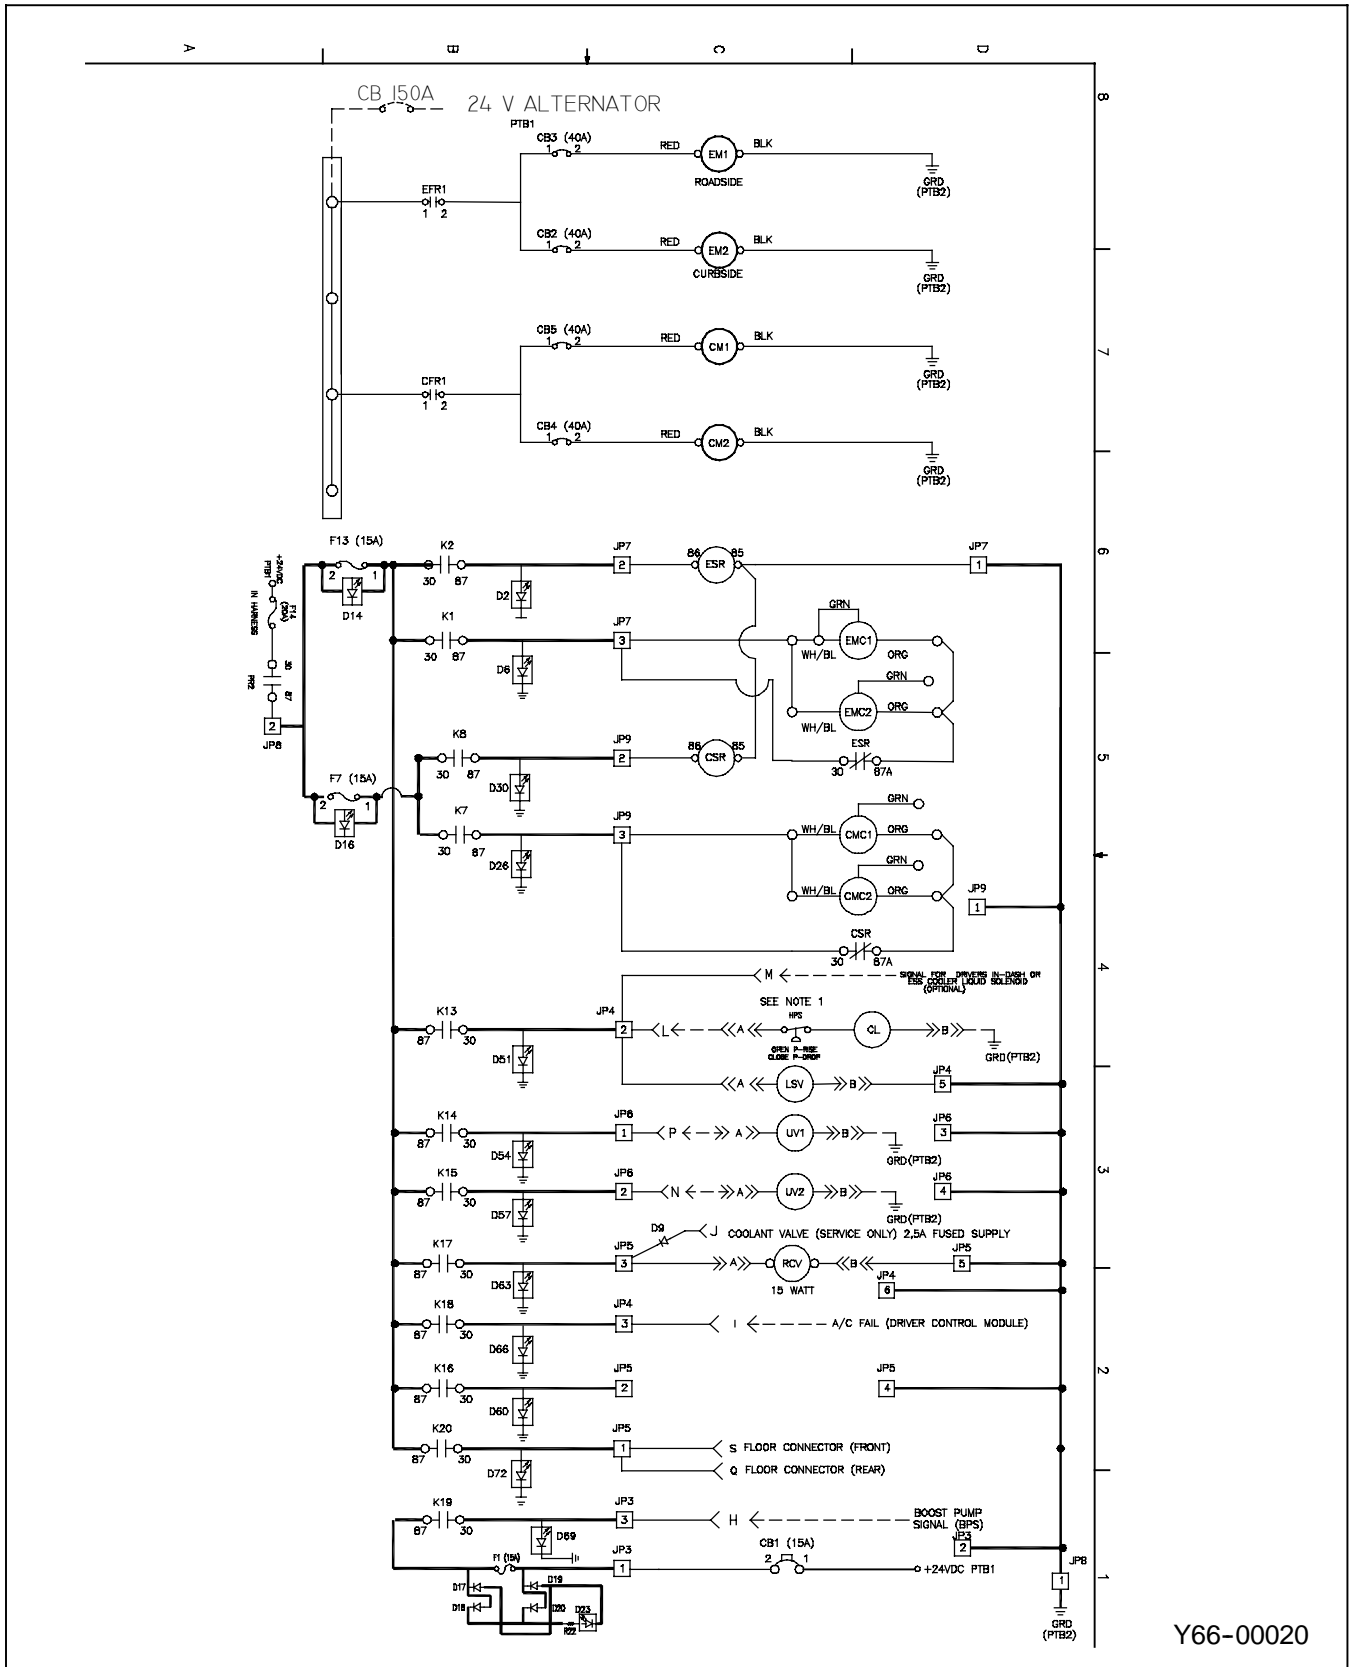 A B C D
8
CB 150A
24 V ALTERNATOR
PTB1
CB3 (40A)
1 2
RED
EM1
BLK
ROADSIDE
GRD
(PTB2)
EFR1
1 2
CB2 (40A)
1 2
RED
EM2
BLK
CURBSIDE
GRD
(PTB2)
CB5 (40A)
1 2
RED
CM1
BLK
7
GRD
(PTB2)
CFR1
1 2
CB4 (40A)
1 2
RED
CM2
BLK
GRD
(PTB2)
F13 (15A)
2 1
D14
K2
30 87
D2
JP7
2
86 ESR 85
JP7
1
6
+24VDC
PTB1
F14
(20A)
IN HARNESS
30
PR2
87
2
JP8
K1
30 87
D6
JP7
3
GRN
WH/BL
EMC1
ORG
GRN
EMC2
ORG
WH/BL
ESR
30 87A
K8
30 87
D30
JP9
2
86 CSR 85
5
F7 (15A)
2 1
D16
K7
30 87
D26
JP9
3
GRN
WH/BL
CMC1
ORG
GRN
WH/BL
CMC2
ORG
JP9
1
CSR
30 87A
4
M
SIGNAL FOR DRIVERS IN-DASH OR
ESS COOLER LIQUID SOLENOID
(OPTIONAL)
SEE NOTE 1
K13
87 30
D51
JP4
2
L
A
HPS
OPEN P-RISE
CLOSE P-DROP
CL
B
GRD(PTB2)
A
LSV
B
JP4
5
K14
87 30
D54
JP6
1
P
A
UV1
B
GRD(PTB2)
JP6
3
3
K15
87 30
D57
JP6
2
N
A
UV2
B
GRD(PTB2)
JP6
4
D9
J COOLANT VALVE (SERVICE ONLY) 2,5A FUSED SUPPLY
K17
87 30
D63
JP5
3
A
RCV
B
JP5
5
15 WATT
JP4
6
K18
87 30
D66
JP4
3
I
A/C FAIL (DRIVER CONTROL MODULE)
2
K16
87 30
D60
JP5
2
JP5
4
K20
87 30
D72
JP5
1
S FLOOR CONNECTOR (FRONT)
Q FLOOR CONNECTOR (REAR)
K19
87 30
D69
JP3
3
H
BOOST PUMP
SIGNAL (BPS)
JP3
2
F1 (15A)
JP3
1
CB1 (15A)
2 1
+24VDC PTB1
JP8
1
1
D17
D18
D19
D20
D23
R22
GRD
(PTB2)
Y66-00020